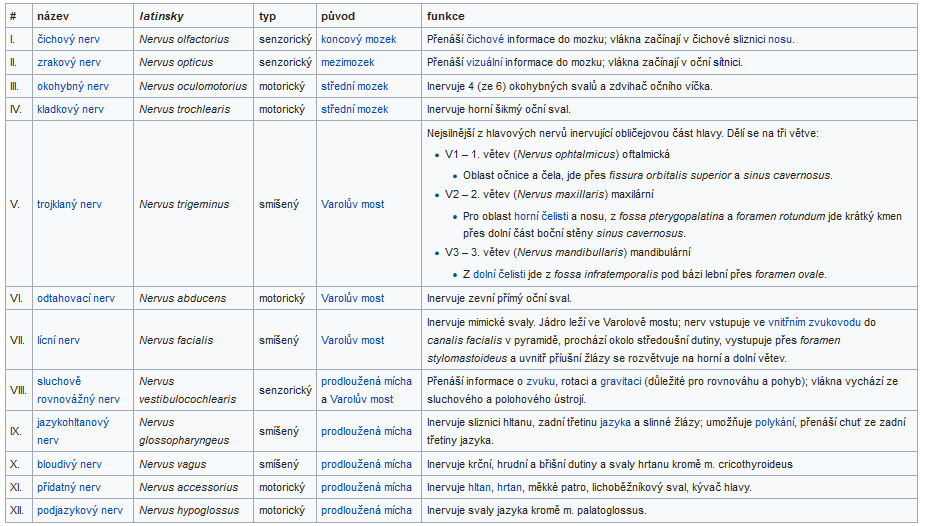 # název latinsky typ původ funkce
I. čichový nerv Nervus olfactorius senzorický koncový mozek Přenáší čichové informace do mozku; vlákna začínají v čichové sliznici nosu.
II. zrakový nerv Nervus opticus senzorický mezimozek Přenáší vizuální informace do mozku; vlákna začínají v oční sítnici.
III. okohybný nerv Nervus oculomotorius motorický střední mozek Inervuje 4 (ze 6) okohybných svalů a zdvihač očního víčka.
IV. kladkový nerv Nervus trochlearis motorický střední mozek Inervuje horní šikmý oční sval.
V. trojklaný nerv Nervus trigeminus smíšený Varolův most
Nejsilnější z hlavových nervů inervující obličejovou část hlavy. Dělí se na tři větve:
• V1 – 1. větev (Nervus ophtalmicus) oftalmická
• Oblast očnice a čela, jde přes fissura orbitalis superior a sinus cavernosus.
• V2 – 2. větev (Nervus maxillaris) maxilární
• Pro oblast horní čelisti a nosu, z fossa pterygopalatina a foramen rotundum jde krátký kmen
přes dolní část boční stěny sinus cavernosus.
• V3 – 3. větev (Nervus mandibullaris) mandibulární
• Z dolní čelisti jde z fossa infratemporalis pod bázi lební přes foramen ovale.
VI. odtahovací nerv Nervus abducens motorický Varolův most Inervuje zevní přímý oční sval.
VII. lícní nerv Nervus facialis smíšený Varolův most
Inervuje mimické svaly. Jádro leží ve Varolově mostu; nerv vstupuje ve vnitřním zvukovodu do
canalis facialis v pyramidě, prochází okolo středoušní dutiny, vystupuje přes foramen
stylomastoideus a uvnitř příušní žlázy se rozvětvuje na horní a dolní větev.
VIII. sluchově
rovnovážný nerv
Nervus
vestibulocochlearis
senzorický
prodloužená mícha
a Varolův most
Přenáší informace o zvuku, rotaci a gravitaci (důležité pro rovnováhu a pohyb); vlákna vychází ze
sluchového a polohového ústrojí.
IX. jazykohltanový
nerv
Nervus
glossopharyngeus
smíšený
prodloužená mícha
Inervuje sliznici hltanu, zadní třetinu jazyka a slinné žlázy; umožňuje polykání, přenáší chuť ze zadní
třetiny jazyka.
X. bloudivý nerv Nervus vagus smíšený prodloužená mícha Inervuje krční, hrudní a břišní dutiny a svaly hrtanu kromě m. cricothyroideus
XI. přídatný nerv Nervus accessorius motorický prodloužená mícha Inervuje hltan, hrtan, měkké patro, lichoběžníkový sval, kývač hlavy.
XII. podjazykový nerv Nervus hypoglossus motorický prodloužená mícha Inervuje svaly jazyka kromě m. palatoglossus.